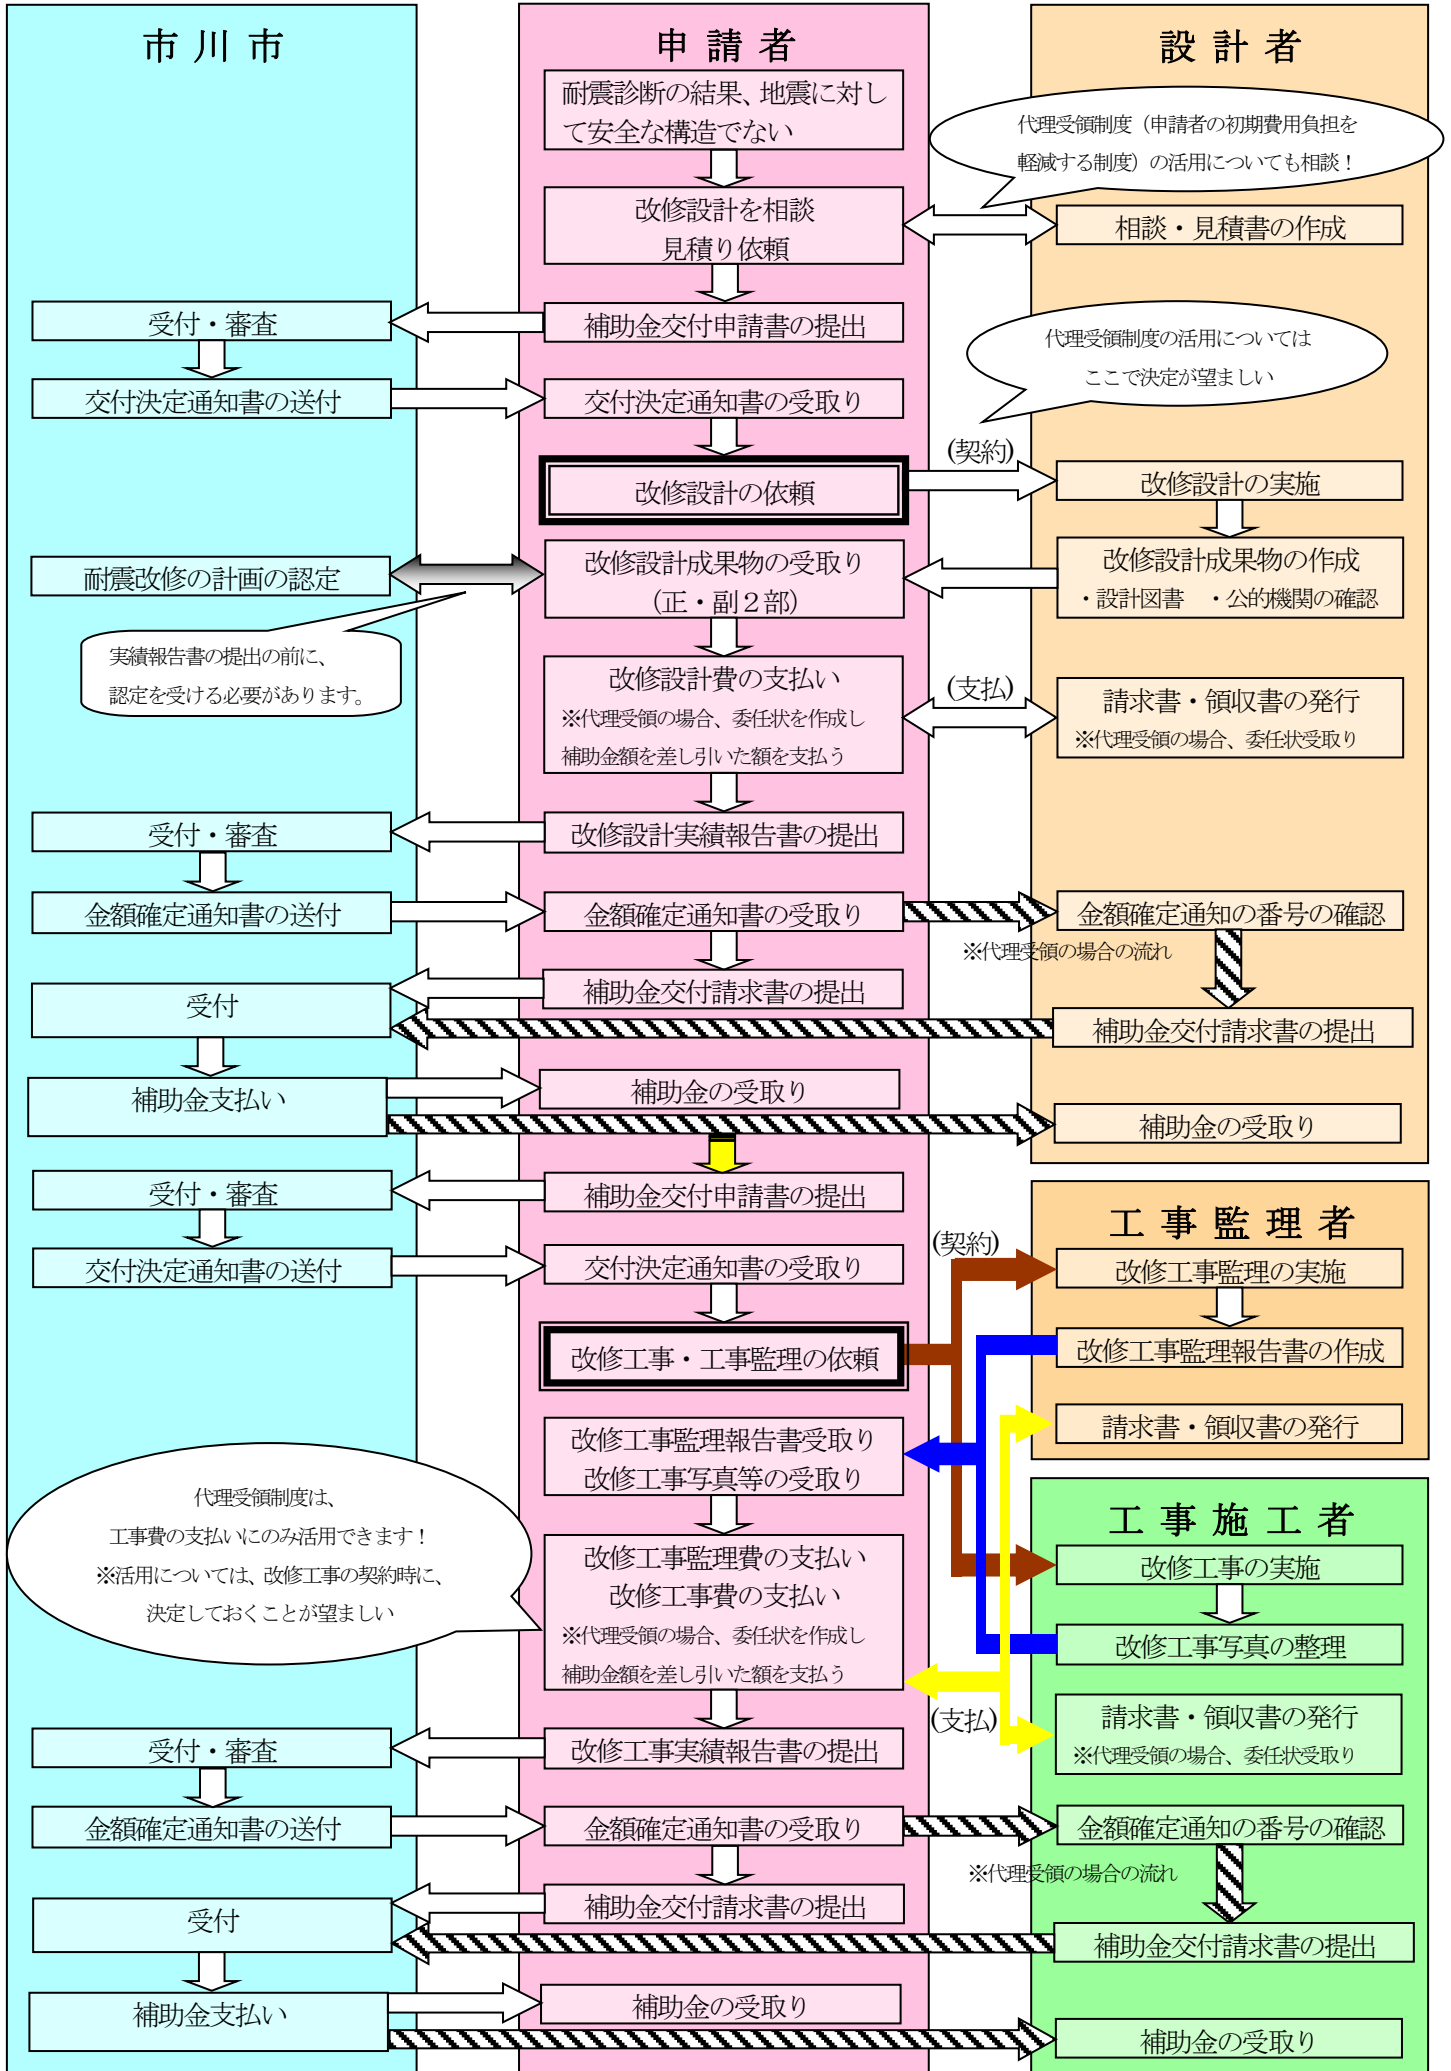 市川市
申請者
設計者
耐震診断の結果、地震に対し
て安全な構造でない
代理受領制度（申請者の初期費用負担を
軽減する制度）の活用についても相談！
改修設計を相談
見積り依頼
相談・見積書の作成
受付・審査
補助金交付申請書の提出
代理受領制度の活用については
ここで決定が望ましい
交付決定通知書の送付
交付決定通知書の受取り
(契約)
改修設計の依頼
改修設計の実施
耐震改修の計画の認定
改修設計成果物の受取り
（正・副２部）
改修設計成果物の作成
・設計図書　・公的機関の確認
実績報告書の提出の前に、
認定を受ける必要があります。
改修設計費の支払い
※代理受領の場合、委任状を作成し
補助金額を差し引いた額を支払う
(支払)
請求書・領収書の発行
※代理受領の場合、委任状受取り
受付・審査
改修設計実績報告書の提出
金額確定通知書の送付
金額確定通知書の受取り
金額確定通知の番号の確認
※代理受領の場合の流れ
受付
補助金交付請求書の提出
補助金交付請求書の提出
補助金支払い
補助金の受取り
補助金の受取り
受付・審査
補助金交付申請書の提出
工事監理者
交付決定通知書の送付
交付決定通知書の受取り
(契約)
改修工事監理の実施
改修工事・工事監理の依頼
改修工事監理報告書の作成
改修工事監理報告書受取り
改修工事写真等の受取り
請求書・領収書の発行
代理受領制度は、
工事費の支払いにのみ活用できます！
※活用については、改修工事の契約時に、
決定しておくことが望ましい
工事施工者
改修工事監理費の支払い
改修工事費の支払い
※代理受領の場合、委任状を作成し
補助金額を差し引いた額を支払う
改修工事の実施
改修工事写真の整理
(支払)
請求書・領収書の発行
※代理受領の場合、委任状受取り
受付・審査
改修工事実績報告書の提出
金額確定通知書の送付
金額確定通知書の受取り
金額確定通知の番号の確認
※代理受領の場合の流れ
受付
補助金交付請求書の提出
補助金交付請求書の提出
補助金支払い
補助金の受取り
補助金の受取り